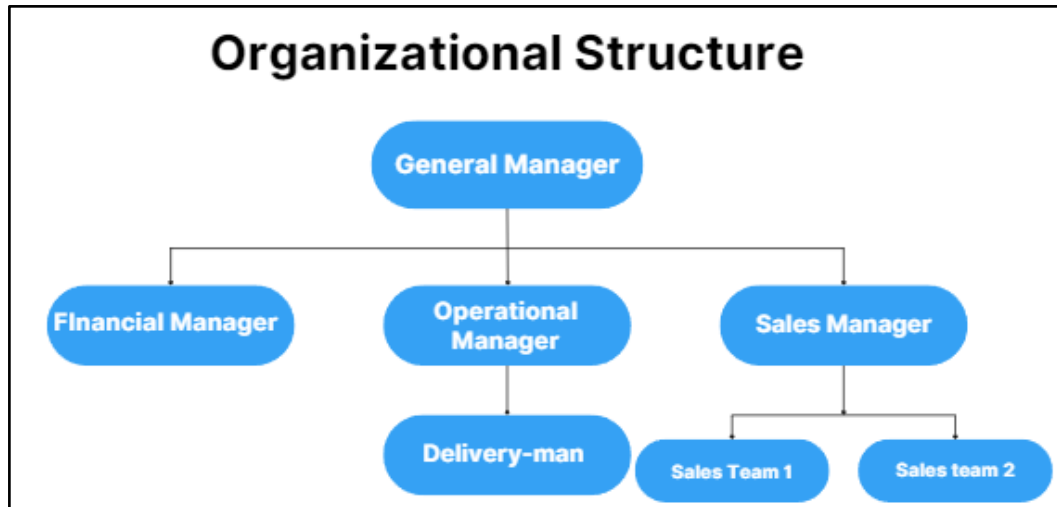 Organizational Structure
General Manager
FInancial Manager
Operational
Manager
Sales Manager
Delivery-man
Sales Team 1
Sales team 2